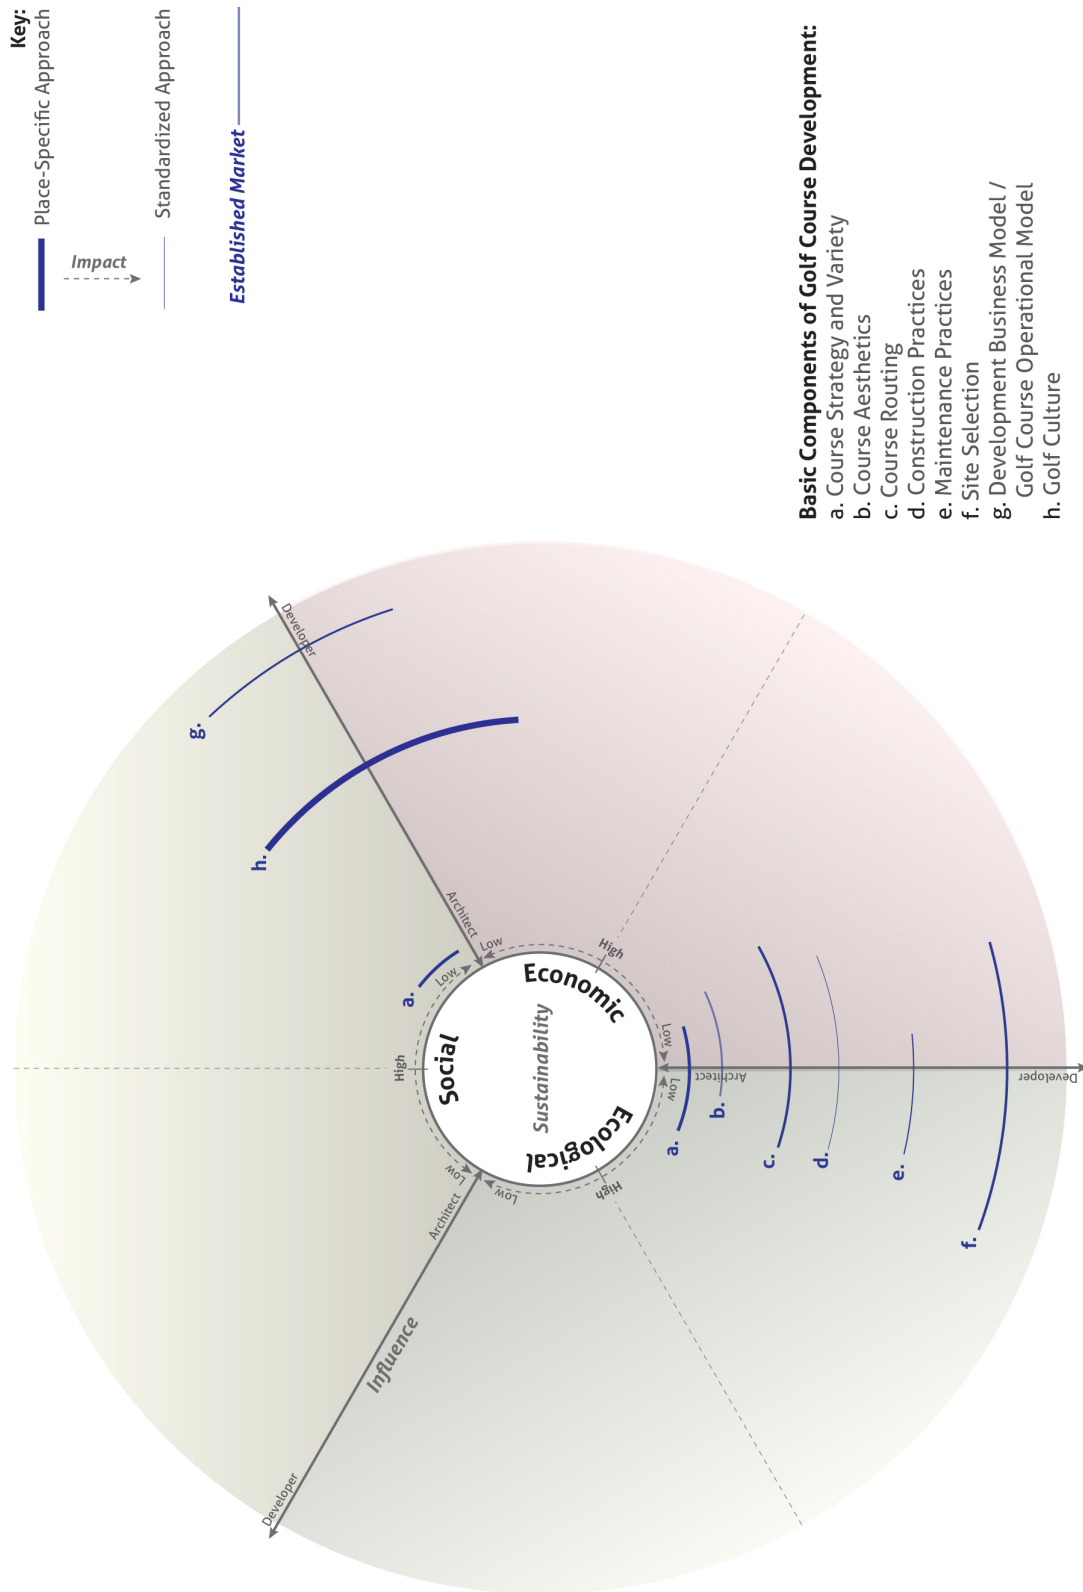 Key:
Place-Specific Approach
Impact
Standardized Approach
Established Market
Developer
g.
h.
Architect
a.
Low
Low
High
High
Social
Economic
Sustainability
Ecological
Low
Low
Architect
Influence
Developer
High
Low
Low
Architect
Developer
a.
b.
c.
d.
e.
f.
Basic Components of Golf Course Development:
a. Course Strategy and Variety
b. Course Aesthetics
c. Course Routing
d. Construction Practices
e. Maintenance Practices
f. Site Selection
g. Development Business Model /
Golf Course Operational Model
h. Golf Culture